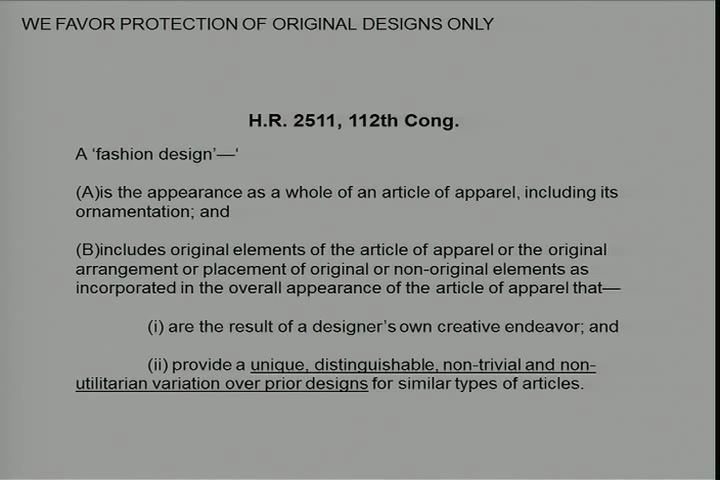 WE FAVOR PROTECTION OF ORIGINAL DESIGNS ONLY
H.R. 2511, 112th Cong.
A ‘fashion design’—‘
(A)is the appearance as a whole of an article of apparel, including its
ornamentation; and
(B)includes original elements of the article of apparel or the original
arrangement or placement of original or non-original elements as
incorporated in the overall appearance of the article of apparel that—
(i) are the result of a designer’s own creative endeavor; and
(ii) provide a unique, distinguishable, non-trivial and non-
utilitarian variation over prior designs for similar types of articles.